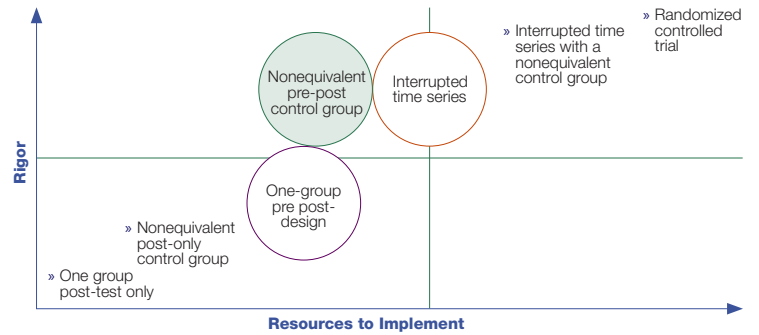 » Randomized
controlled
trial
» Interrupted time
series with a
nonequivalent
control group
Nonequivalent
pre-post
control group
Interrupted
time series
Rigor
One-group
pre post-
design
» Nonequivalent
post-only
control group
» One group
post-test only
Resources to Implement